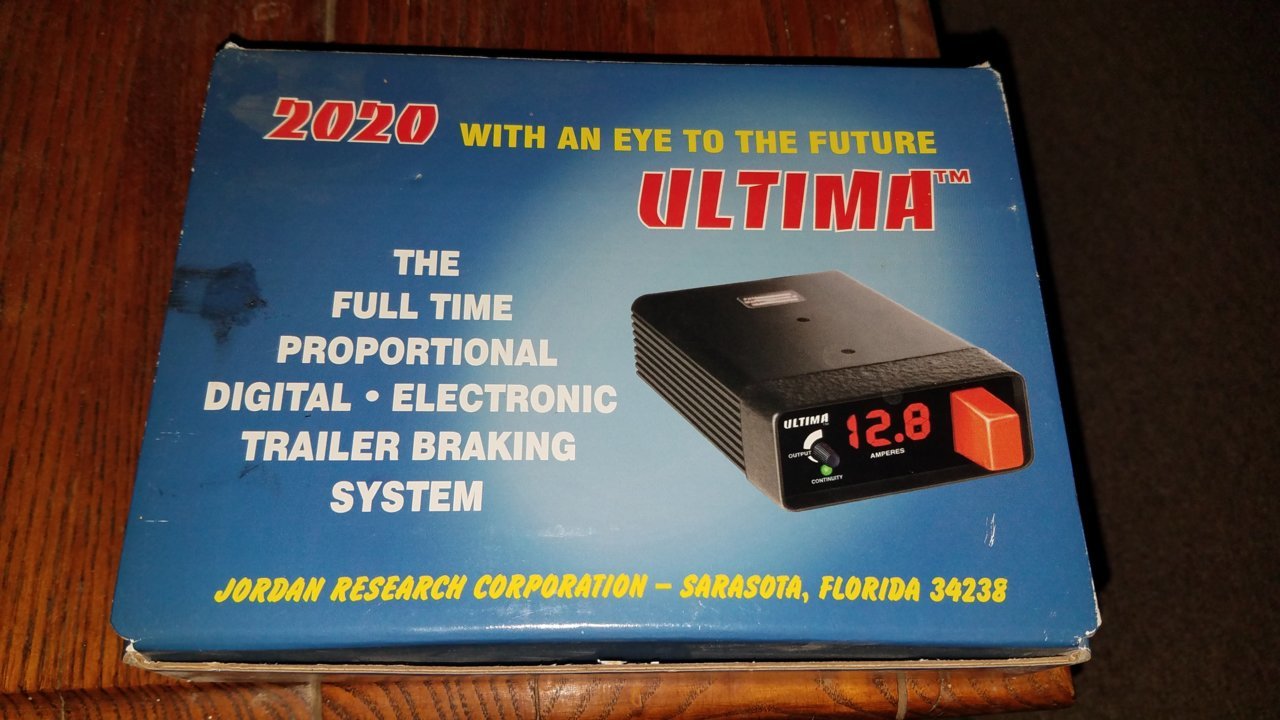 2020 WITH AN EYE TO THE FUTURE
ULTIMA™
THE
FULL TIME
PROPORTIONAL
DIGITAL • ELECTRONIC
TRAILER BRAKING
SYSTEM
ULTIMA
12.8
OUTPUT
AMPERES
CONTINUITY
JORDAN RESEARCH CORPORATION – SARASOTA, FLORIDA 34238